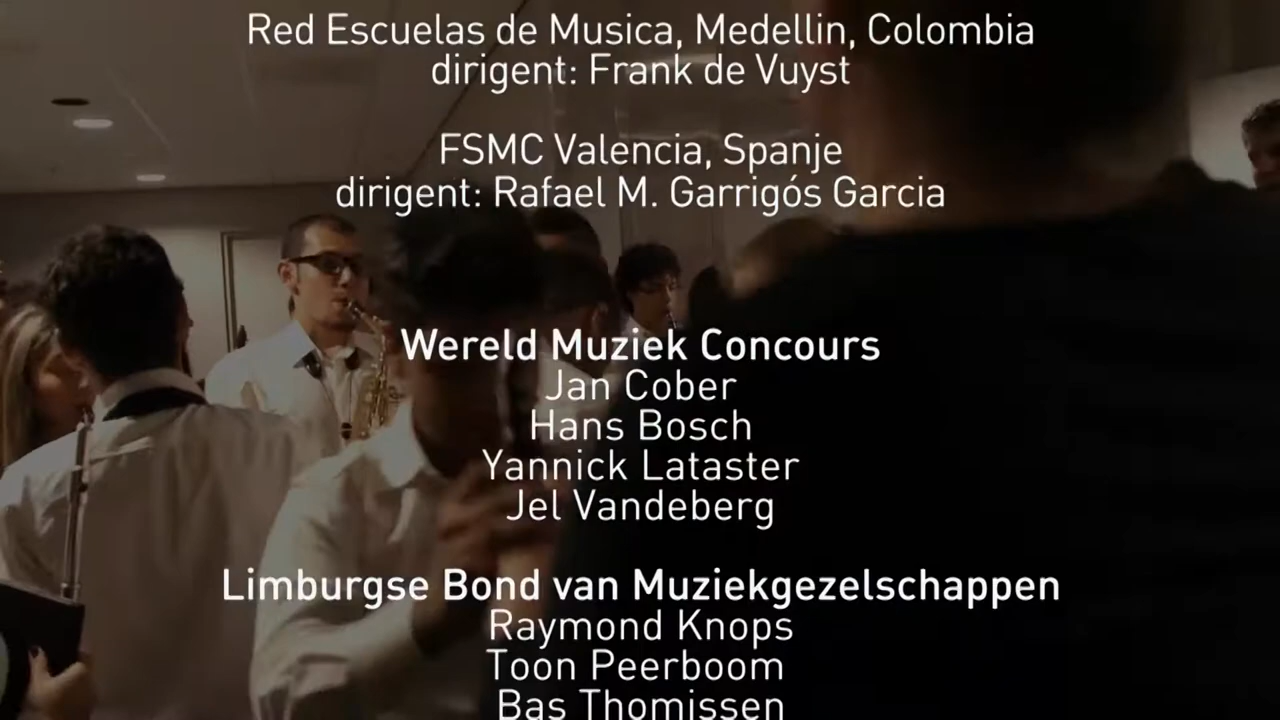 Red Escuelas de Musica, Medellin, Colombia
dirigent: Frank de Vuyst
FSMC Valencia, Spanje
dirigent: Rafael M. Garrigós Garcia
Wereld Muziek Concours
Jan Cober
Hans Bosch
Yannick Lataster
Jel Vandeberg
Limburgse Bond van Muziekgezelschappen
Raymond Knops
Toon Peerboom
Bas Thomissen